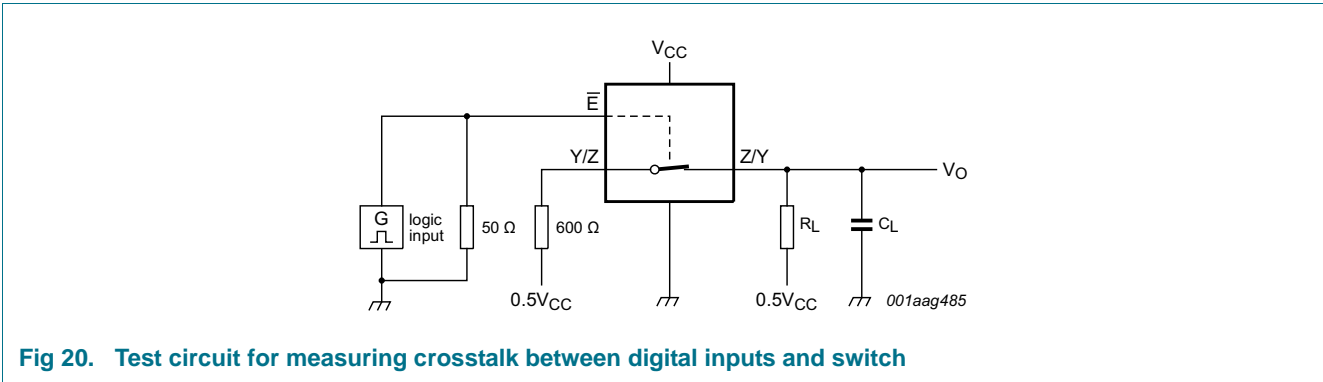 VCC
E̅
Y/Z
Z/Y
VO
G
logic
input
50 Ω
600 Ω
RL
CL
0.5VCC
0.5VCC
001aag485
Fig 20. Test circuit for measuring crosstalk between digital inputs and switch